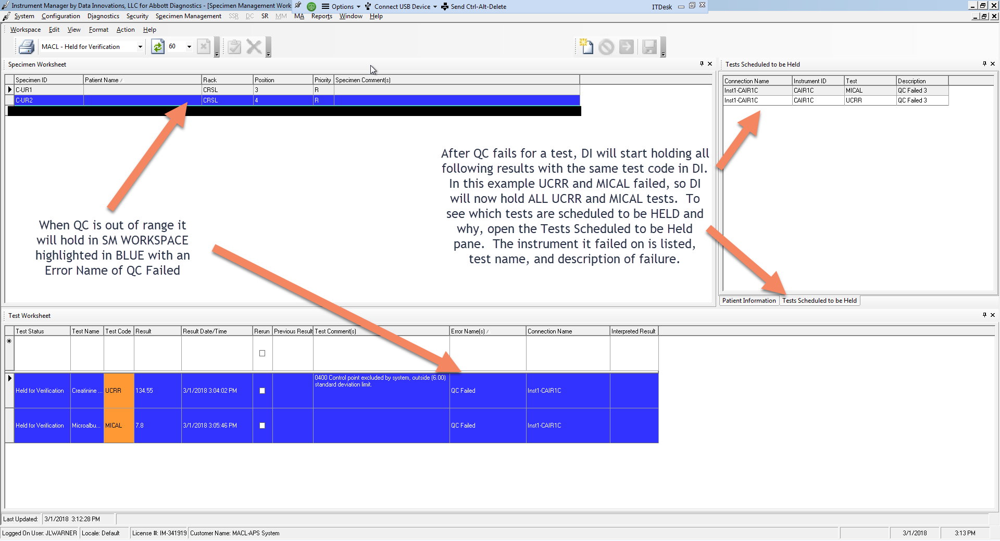 Instrument Manager by Data Innovations, LLC for Abbott Diagnostics - [Specimen Management Work
Options
Connect USB Device
Send Ctrl-Alt-Delete
ITDesk
System Configuration Diagnostics Security Specimen Management SSR DC SR MM MA Reports Window Help
Workspace Edit View Format Action Help
MACL - Held for Verification
60
Specimen Worksheet
Specimen ID Patient Name Rack Position Priority Specimen Comment(s)
C-UR1 CRSL 3 R
C-UR2 CRSL 4 R
Tests Scheduled to be Held
Connection Name Instrument ID Test Description
Inst1-CAIR1C CAIR1C MICAL QC Failed 3
Inst1-CAIR1C CAIR1C UCRR QC Failed 3
When QC is out of range it
will hold in SM WORKSPACE
highlighted in BLUE with an
Error Name of QC Failed
After QC fails for a test, DI will start holding all
following results with the same test code in DI.
In this example UCRR and MICAL failed, so DI
will now hold ALL UCRR and MICAL tests. To
see which tests are scheduled to be HELD and
why, open the Tests Scheduled to be Held
pane. The instrument it failed on is listed,
test name, and description of failure.
Patient Information Tests Scheduled to be Held
Test Worksheet
Test Status Test Name Test Code Result Result Date/Time Rerun Previous Result Test Comment(s) Error Name(s) Connection Name Interpreted Result
0400 Control point excluded by system, outside (6.00)
standard deviation limit.
Held for Verification Creatinine ... UCRR 134.55 3/1/2018 3:04:02 PM QC Failed Inst1-CAIR1C
Held for Verification Microalbu... MICAL 7.8 3/1/2018 3:05:46 PM QC Failed Inst1-CAIR1C
Last Updated: 3/1/2018 3:12:28 PM
Logged On User: JLWARNER Locale: Default License #: IM-341919 Customer Name: MACL-APS System 3/1/2018 3:13 PM